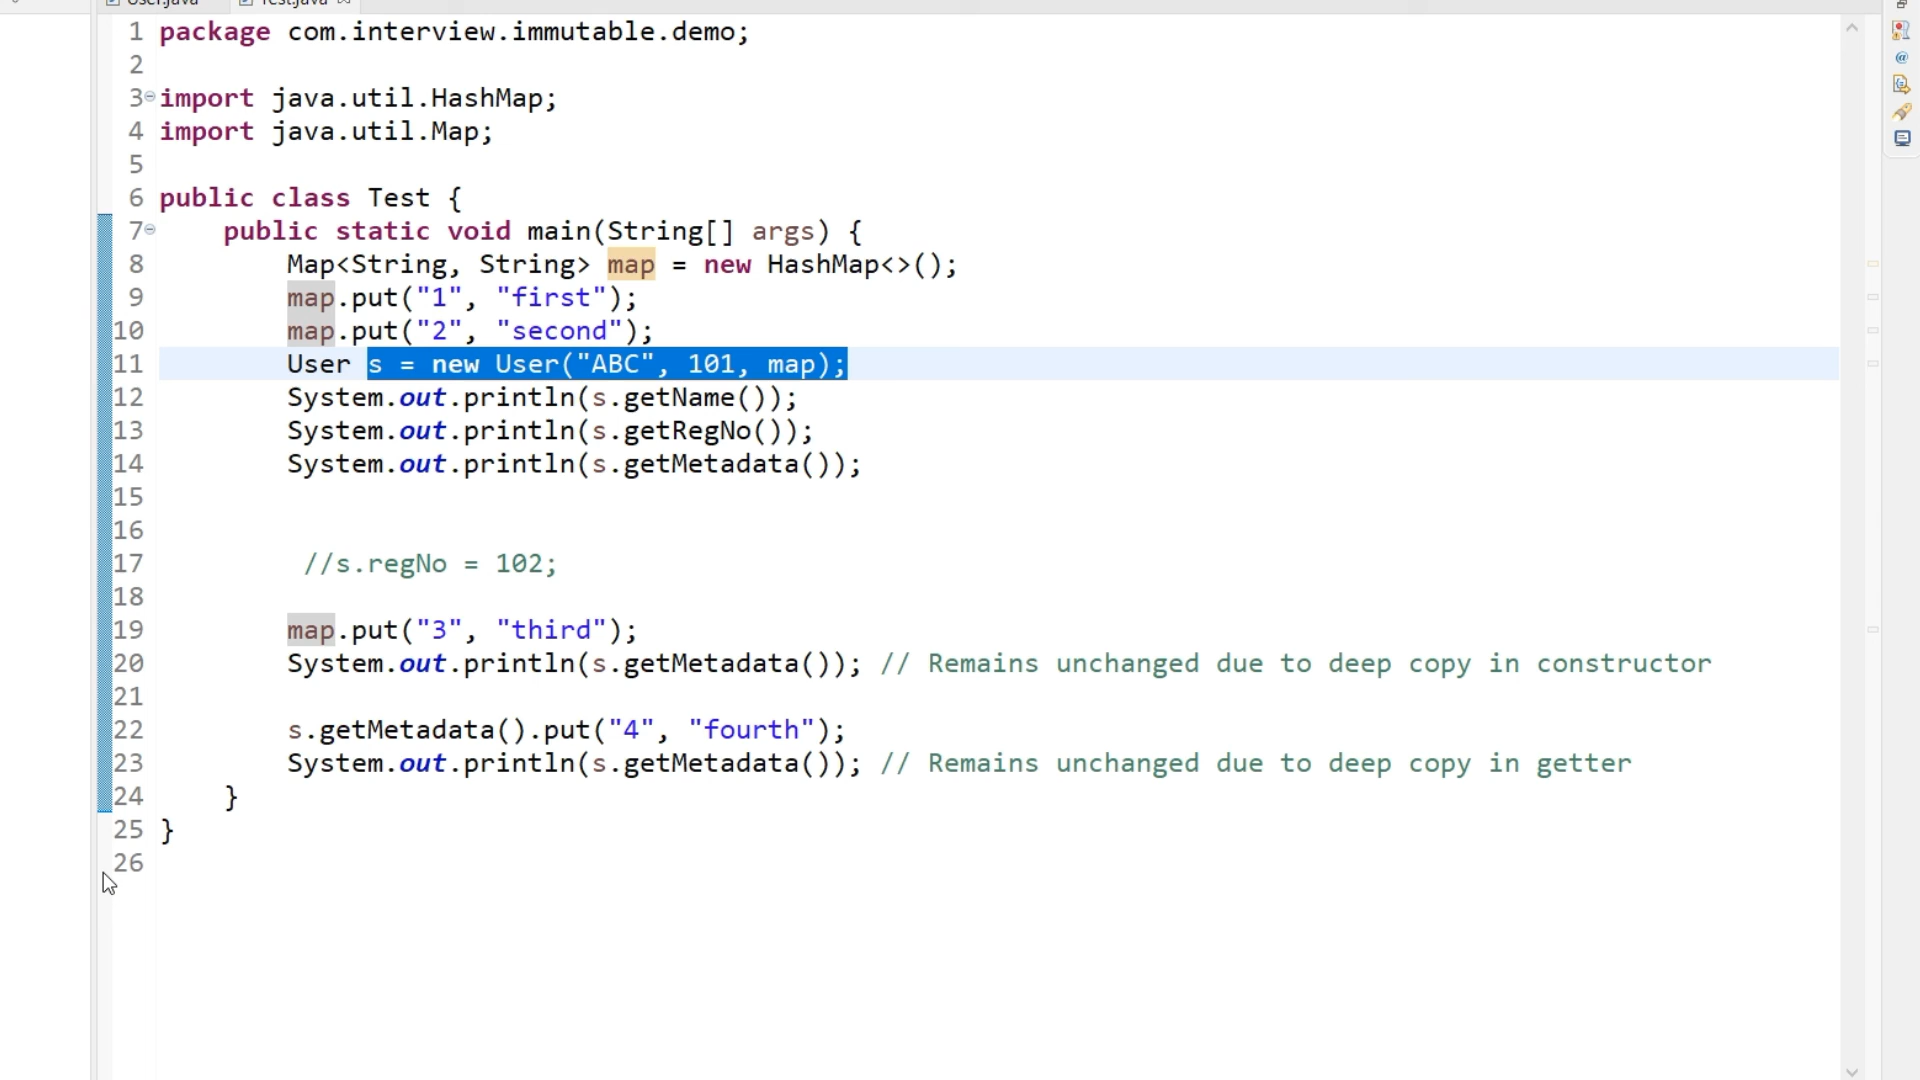 User.java Test.java
1 package com.interview.immutable.demo;
2
3 import java.util.HashMap;
4 import java.util.Map;
5
6 public class Test {
7     public static void main(String[] args) {
8         Map<String, String> map = new HashMap<>();
9         map.put("1", "first");
10         map.put("2", "second");
11         User s = new User("ABC", 101, map);
12         System.out.println(s.getName());
13         System.out.println(s.getRegNo());
14         System.out.println(s.getMetadata());
15
16
17          //s.regNo = 102;
18
19         map.put("3", "third");
20         System.out.println(s.getMetadata()); // Remains unchanged due to deep copy in constructor
21
22         s.getMetadata().put("4", "fourth");
23         System.out.println(s.getMetadata()); // Remains unchanged due to deep copy in getter
24     }
25 }
26